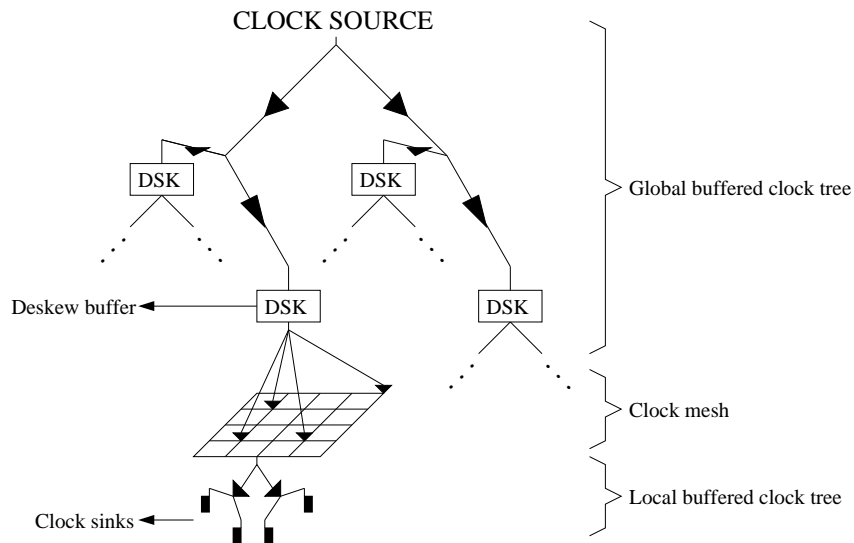 CLOCK SOURCE
DSK
DSK
Global buffered clock tree
Deskew buffer
DSK
DSK
Clock mesh
Local buffered clock tree
Clock sinks